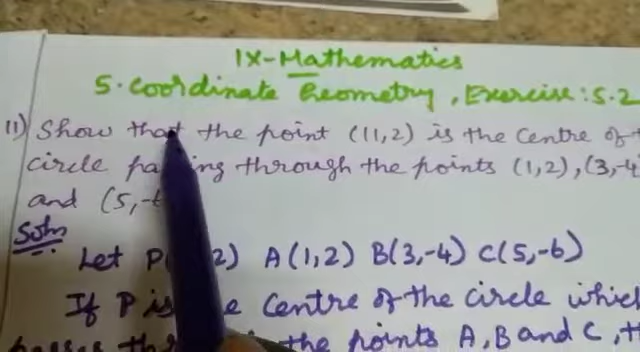 IX-Mathematics
5. Coordinate Geometry, Exercise: 5.2
11) Show that the point (11,2) is the centre of
circle through the points (1,2), (3,-4
and (5,-
Soln
Let P 2) A(1,2) B(3,-4) C(5,-6)
If P is centre of the circle which
the points A, B and C,